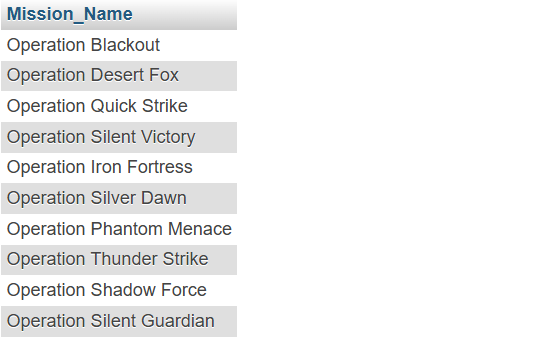 Mission_Name
Operation Blackout
Operation Desert Fox
Operation Quick Strike
Operation Silent Victory
Operation Iron Fortress
Operation Silver Dawn
Operation Phantom Menace
Operation Thunder Strike
Operation Shadow Force
Operation Silent Guardian